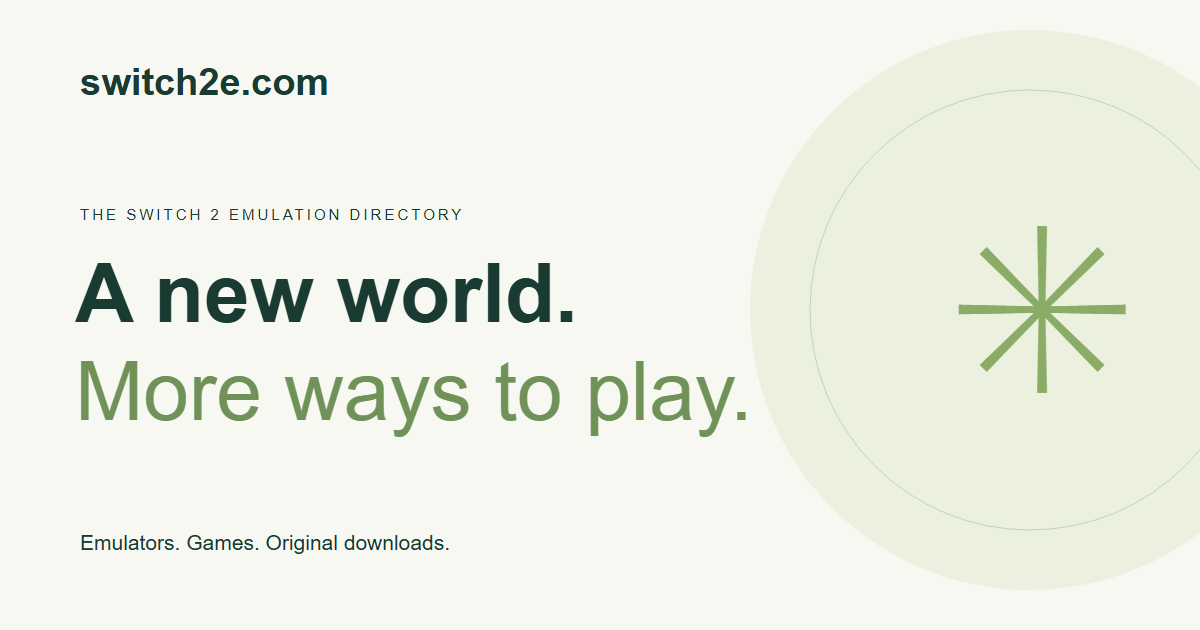 switch2e.com
THE SWITCH 2 EMULATION DIRECTORY
A new world.
More ways to play.
Emulators. Games. Original downloads.